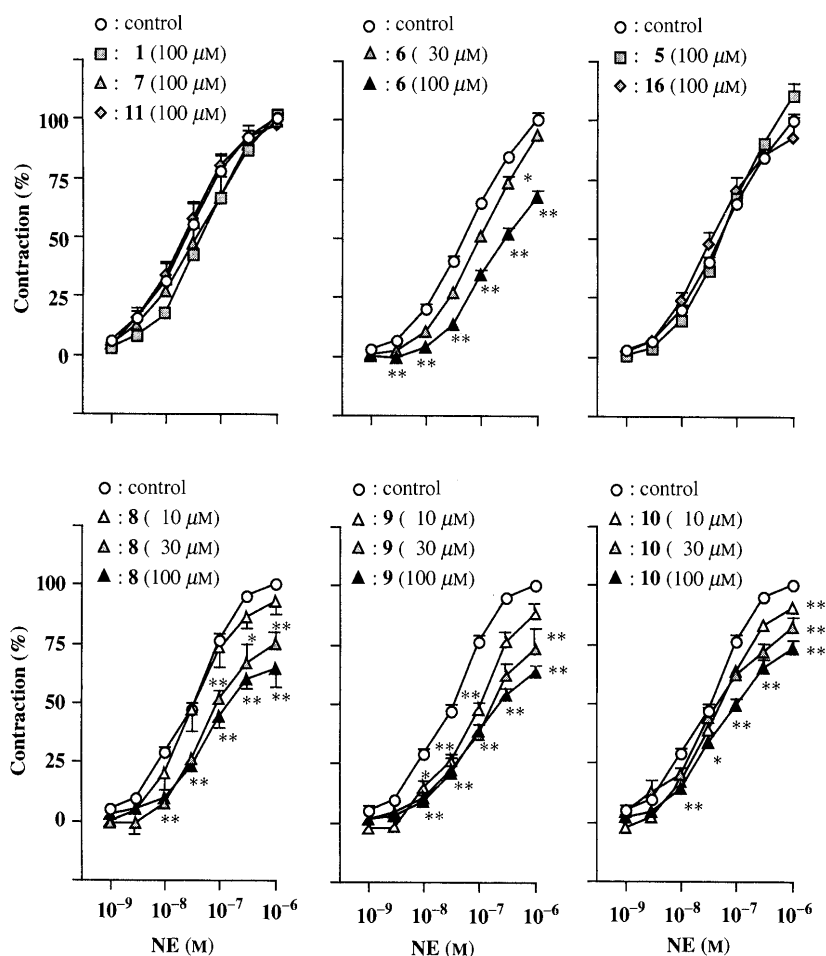 : control
: 1 (100 µM)
: 7 (100 µM)
: 11 (100 µM)
: control
: 6 ( 30 µM)
: 6 (100 µM)
: control
: 5 (100 µM)
: 16 (100 µM)
Contraction (%)
100
75
50
25
0
*
**
**
**
**
**
**
: control
: 8 ( 10 µM)
: 8 ( 30 µM)
: 8 (100 µM)
: control
: 9 ( 10 µM)
: 9 ( 30 µM)
: 9 (100 µM)
: control
: 10 ( 10 µM)
: 10 ( 30 µM)
: 10 (100 µM)
Contraction (%)
100
75
50
25
0
**
*
**
**
**
**
**
**
**
**
**
**
**
*
**
**
**
**
**
**
**
**
*
**
10⁻⁹ 10⁻⁸ 10⁻⁷ 10⁻⁶
NE (M)
10⁻⁹ 10⁻⁸ 10⁻⁷ 10⁻⁶
NE (M)
10⁻⁹ 10⁻⁸ 10⁻⁷ 10⁻⁶
NE (M)